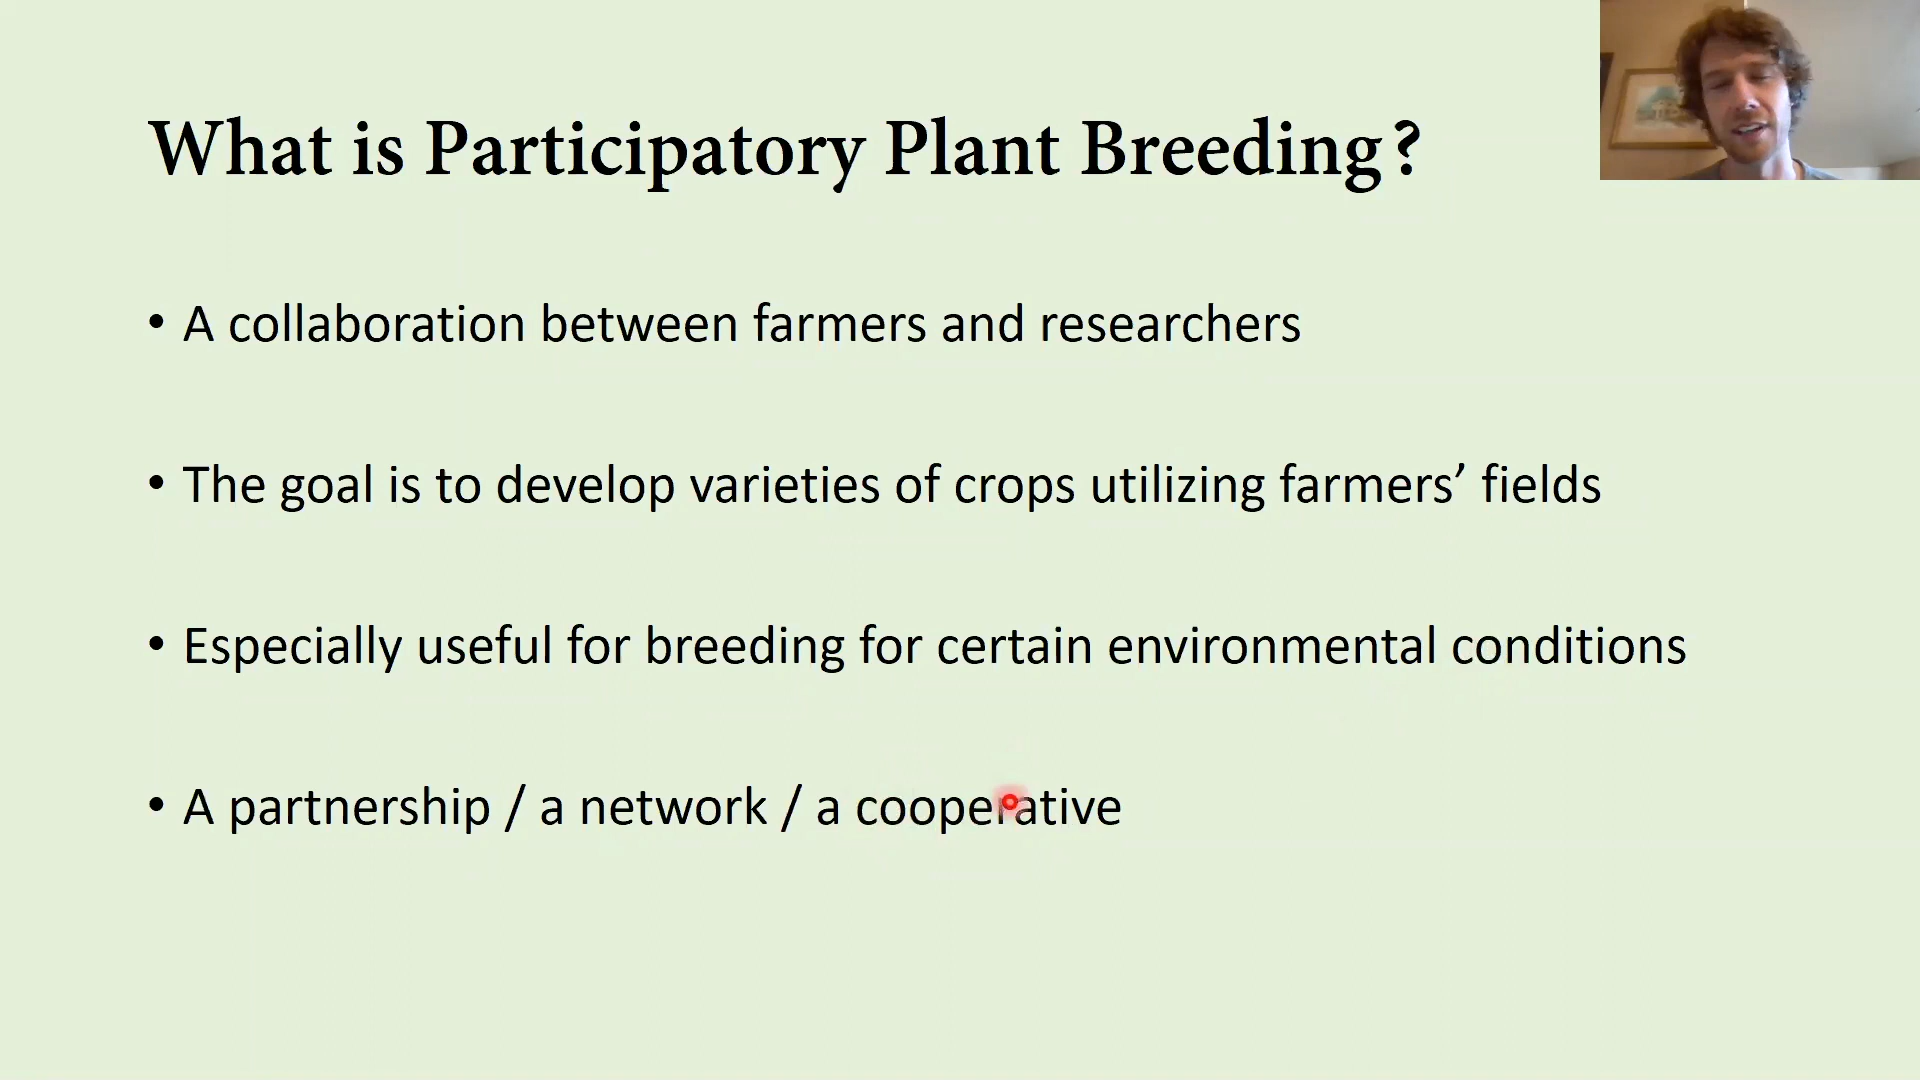 What is Participatory Plant Breeding?
• A collaboration between farmers and researchers
• The goal is to develop varieties of crops utilizing farmers’ fields
• Especially useful for breeding for certain environmental conditions
• A partnership / a network / a cooperative